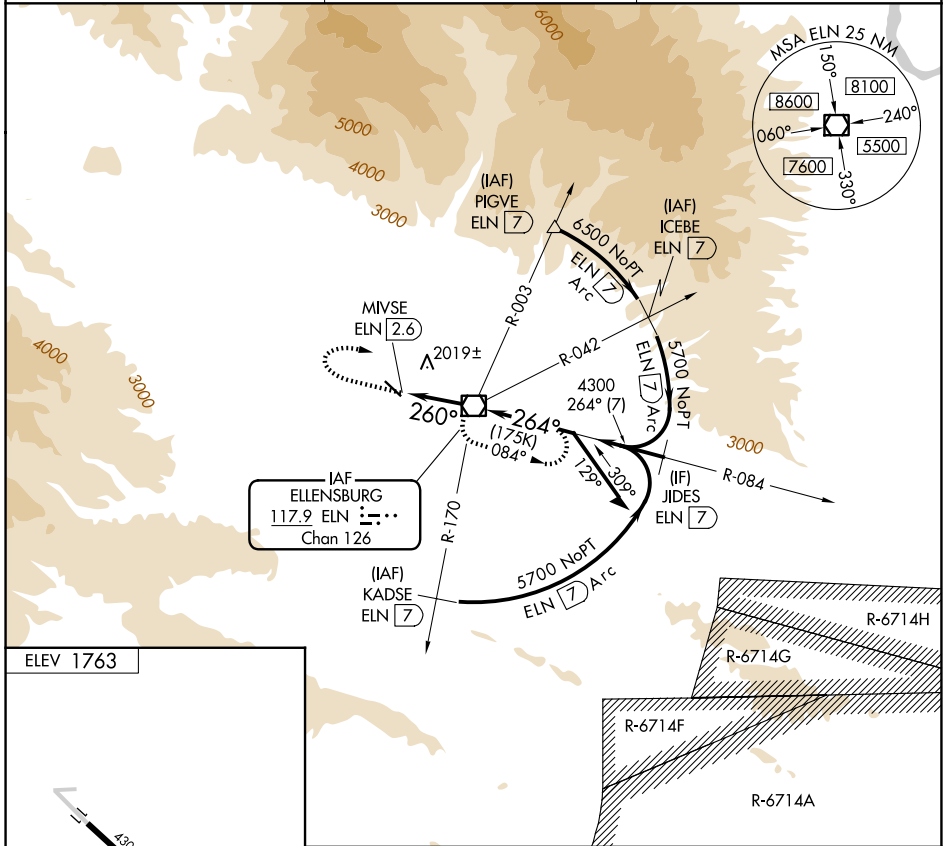 6000
MSA ELN 25 NM
150°
8100
8600
240°
060°
5500
7600
330°
5000
4000
3000
(IAF)
PIGVE
ELN 7
(IAF)
ICEBE
ELN 7
6500 NoPT
ELN 7 Arc
R-003
MIVSE
ELN 2.6
2019±
R-042
5700 NoPT
ELN 7 Arc
4000
3000
4300
264° (7)
260°
264°
(175K)
084°
3000
129°
309°
(IF)
JIDES
ELN 7
R-084
IAF
ELLENSBURG
117.9 ELN
Chan 126
R-170
5700 NoPT
ELN 7 Arc
(IAF)
KADSE
ELN 7
R-6714H
R-6714G
ELEV 1763
R-6714F
R-6714A